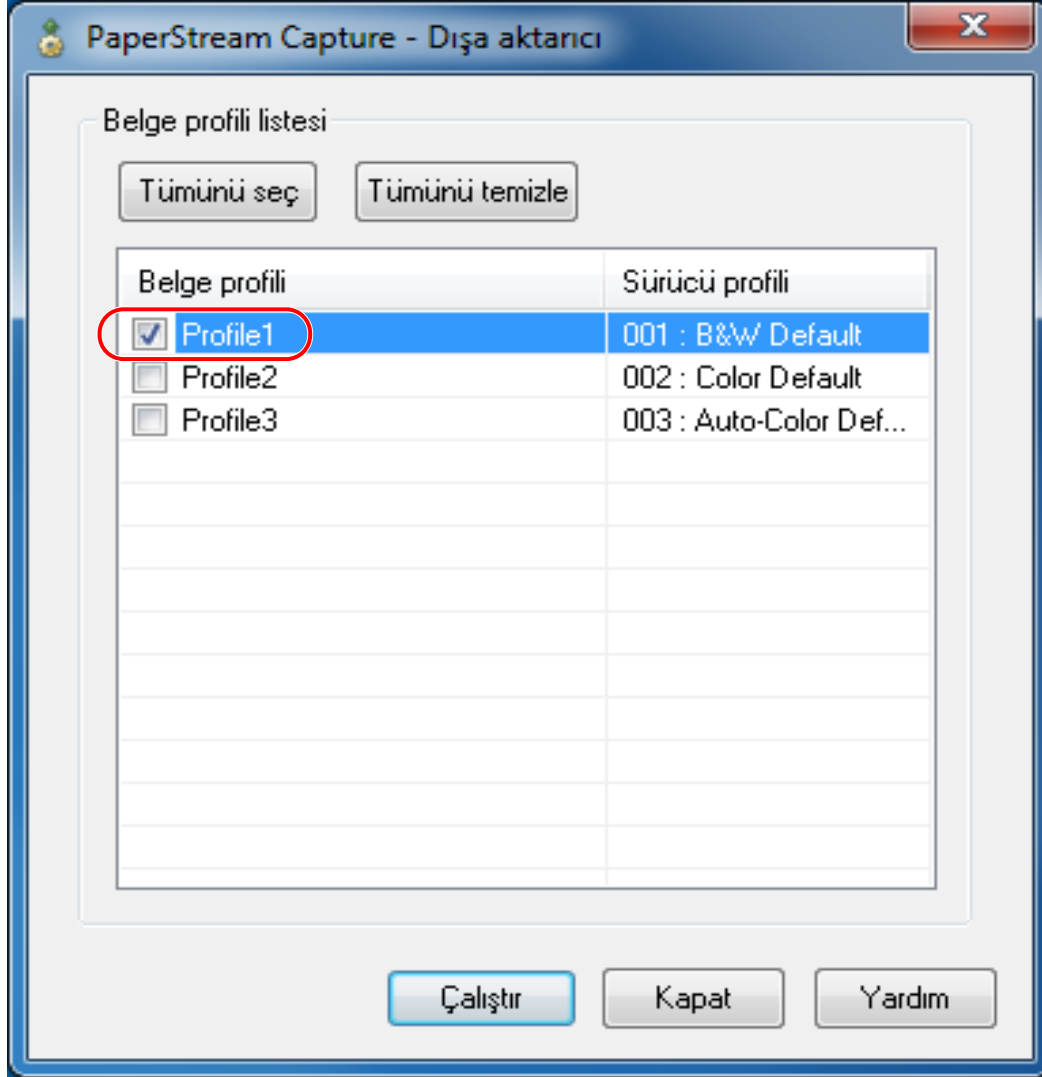 PaperStream Capture - Dışa aktarıcı
Belge profili listesi
Tümünü seç Tümünü temizle
Belge profili Sürücü profili
Profile1 001 : B&W Default
Profile2 002 : Color Default
Profile3 003 : Auto-Color Def...
Çalıştır Kapat Yardım